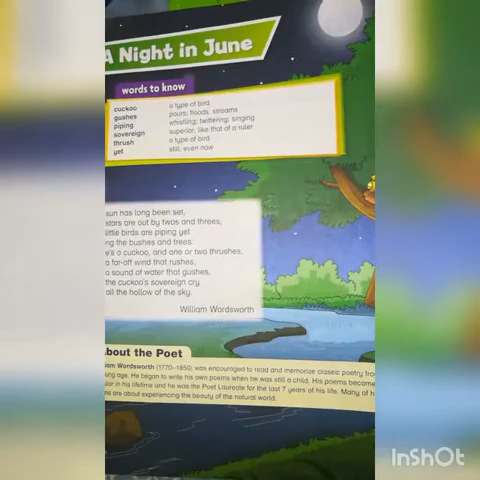 A Night in June
words to know
cuckoo a type of bird
gushes pours; floods, streams
piping whistling; twittering, singing
sovereign superior, like that of a ruler
thrush a type of bird
yet still; even now
sun has long been set,
stars are out by twos and threes,
little birds are piping yet
ng the bushes and trees:
e's a cuckoo, and one or two thrushes,
a far-off wind that rushes,
a sound of water that gushes,
the cuckoo's sovereign cry
all the hollow of the sky.
William Wordsworth
bout the Poet
iam Wordsworth (1770–1850) was encouraged to read and memorize classic poetry fro
ung age. He began to write his own poems when he was still a child. His poems became
ular in his lifetime and he was the Poet Laureate for the last 7 years of his life. Many of h
ms are about experiencing the beauty of the natural world.
InShOt